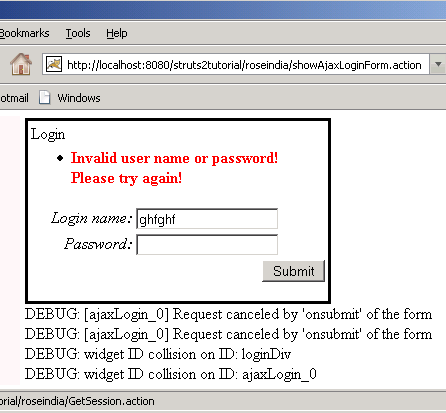 Bookmarks Tools Help
http://localhost:8080/struts2tutorial/roseindia/showAjaxLoginForm.action
otmail Windows
Login
Invalid user name or password!
Please try again!
Login name: ghfghf
Password:
Submit
DEBUG: [ajaxLogin_0] Request canceled by 'onsubmit' of the form
DEBUG: [ajaxLogin_0] Request canceled by 'onsubmit' of the form
DEBUG: widget ID collision on ID: loginDiv
DEBUG: widget ID collision on ID: ajaxLogin_0
orial/roseindia/GetSession.action